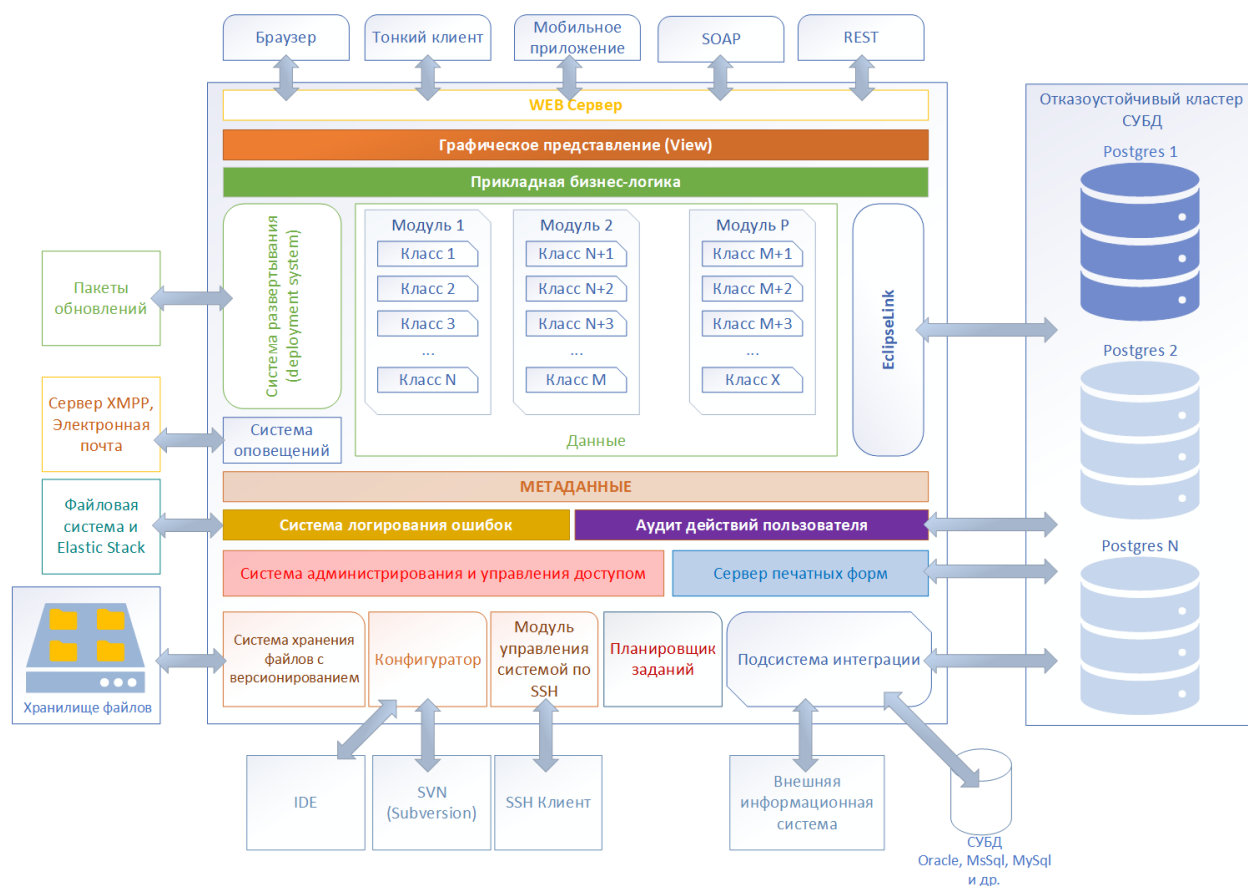 Браузер
Тонкий клиент
Мобильное
приложение
SOAP
REST
WEB Сервер
Графическое представление (View)
Прикладная бизнес-логика
Система развертывания
(deployment system)
Модуль 1
Класс 1
Класс 2
Класс 3
...
Класс N
Модуль 2
Класс N+1
Класс N+2
Класс N+3
...
Класс M
Модуль P
Класс M+1
Класс M+2
Класс M+3
...
Класс X
Данные
EclipseLink
Отказоустойчивый кластер
СУБД
Postgres 1
Postgres 2
Postgres N
Пакеты
обновлений
Сервер XMPP,
Электронная
почта
Система
оповещений
МЕТАДАННЫЕ
Файловая
система и
Elastic Stack
Система логирования ошибок
Аудит действий пользователя
Система администрирования и управления доступом
Сервер печатных форм
Хранилище файлов
Система хранения
файлов с
версионированием
Конфигуратор
Модуль
управления
системой по
SSH
Планировщик
заданий
Подсистема интеграции
IDE
SVN
(Subversion)
SSH Клиент
Внешняя
информационная
система
СУБД
Oracle, MsSql, MySql
и др.